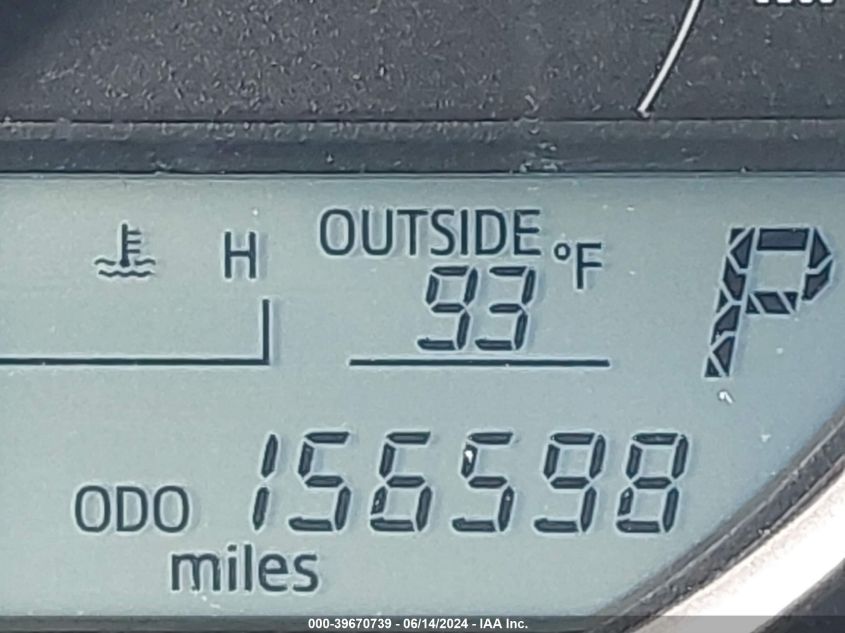 H
OUTSIDE
93 °F
P
ODO 156598
miles
000-39670739 - 06/14/2024 - IAA Inc.